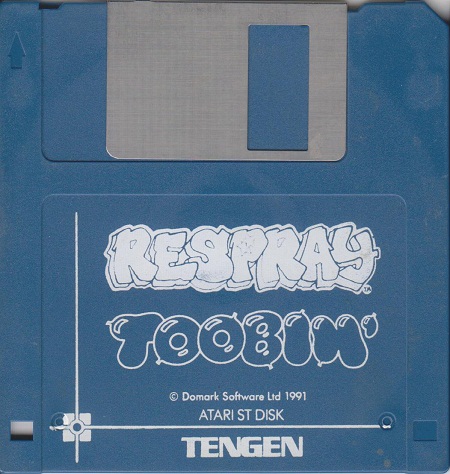 RESPRAY
TM
TOOBIN'
© Domark Software Ltd 1991
ATARI ST DISK
TENGEN